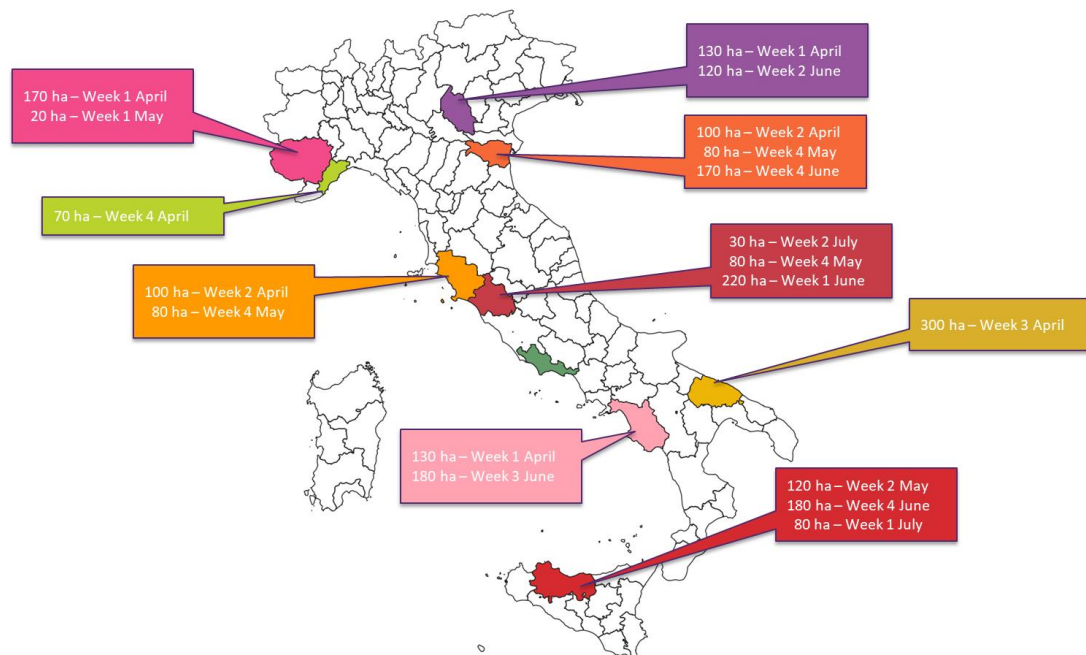 130 ha – Week 1 April
120 ha – Week 2 June
170 ha – Week 1 April
20 ha – Week 1 May
100 ha – Week 2 April
80 ha – Week 4 May
170 ha – Week 4 June
70 ha – Week 4 April
30 ha – Week 2 July
80 ha – Week 4 May
220 ha – Week 1 June
100 ha – Week 2 April
80 ha – Week 4 May
300 ha – Week 3 April
130 ha – Week 1 April
180 ha – Week 3 June
120 ha – Week 2 May
180 ha – Week 4 June
80 ha – Week 1 July